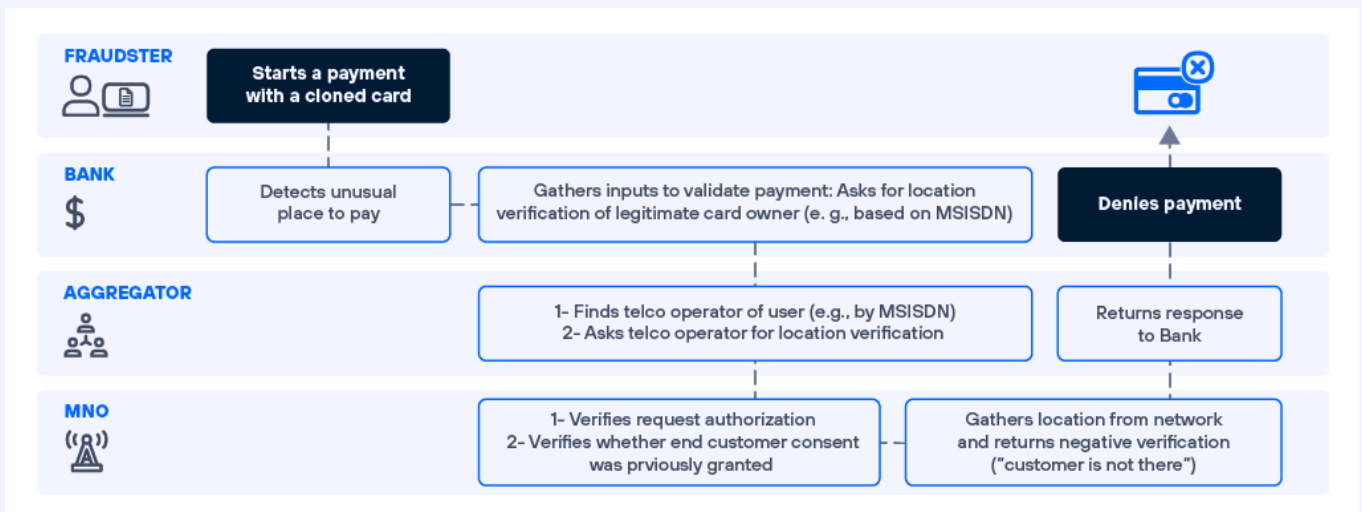 FRAUDSTER
Starts a payment
with a cloned card
BANK
$
Detects unusual
place to pay
Gathers inputs to validate payment: Asks for location
verification of legitimate card owner (e. g., based on MSISDN)
Denies payment
AGGREGATOR
1- Finds telco operator of user (e.g., by MSISDN)
2- Asks telco operator for location verification
Returns response
to Bank
MNO
1- Verifies request authorization
2- Verifies whether end customer consent
was prviously granted
Gathers location from network
and returns negative verification
("customer is not there")